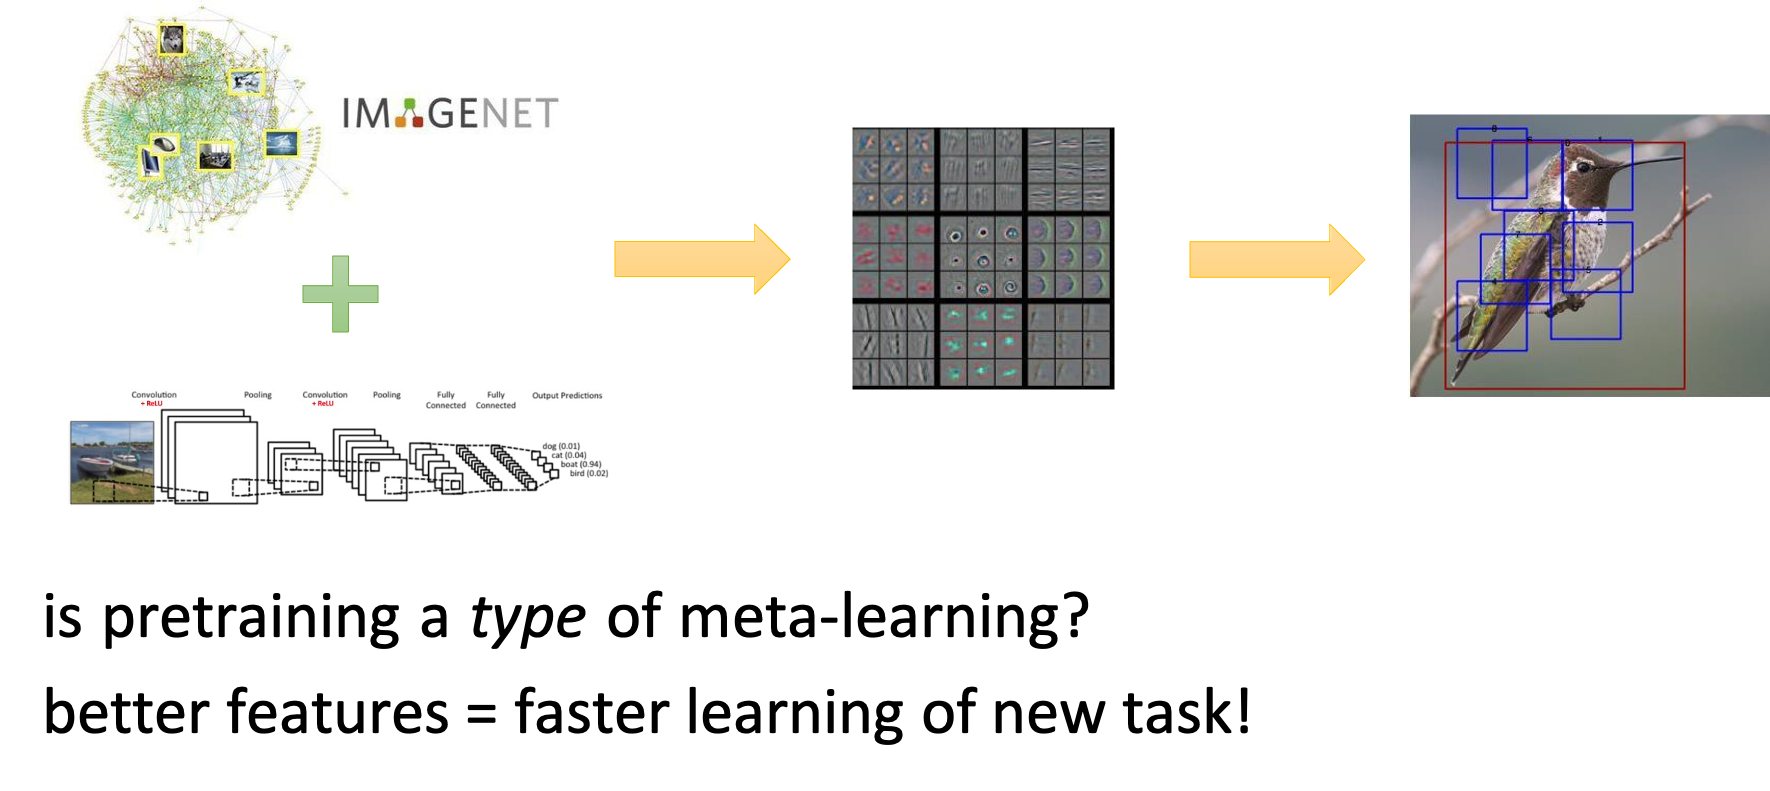 IMAGENET
Convolution
+ ReLU
Pooling
Convolution
+ ReLU
Pooling
Fully
Connected
Fully
Connected
Output Predictions
dog (0.01)
cat (0.04)
boat (0.94)
bird (0.02)
is pretraining a type of meta-learning?
better features = faster learning of new task!